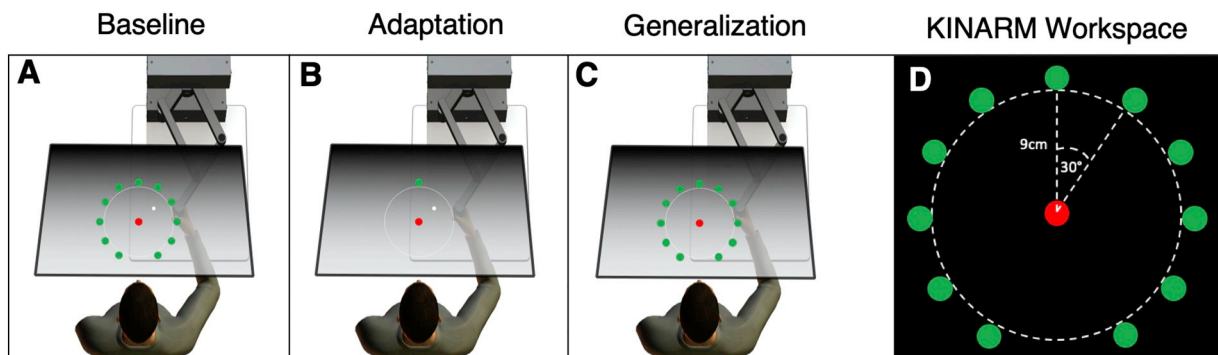 Baseline
Adaptation
Generalization
KINARM Workspace
A
B
C
D
9cm
30°